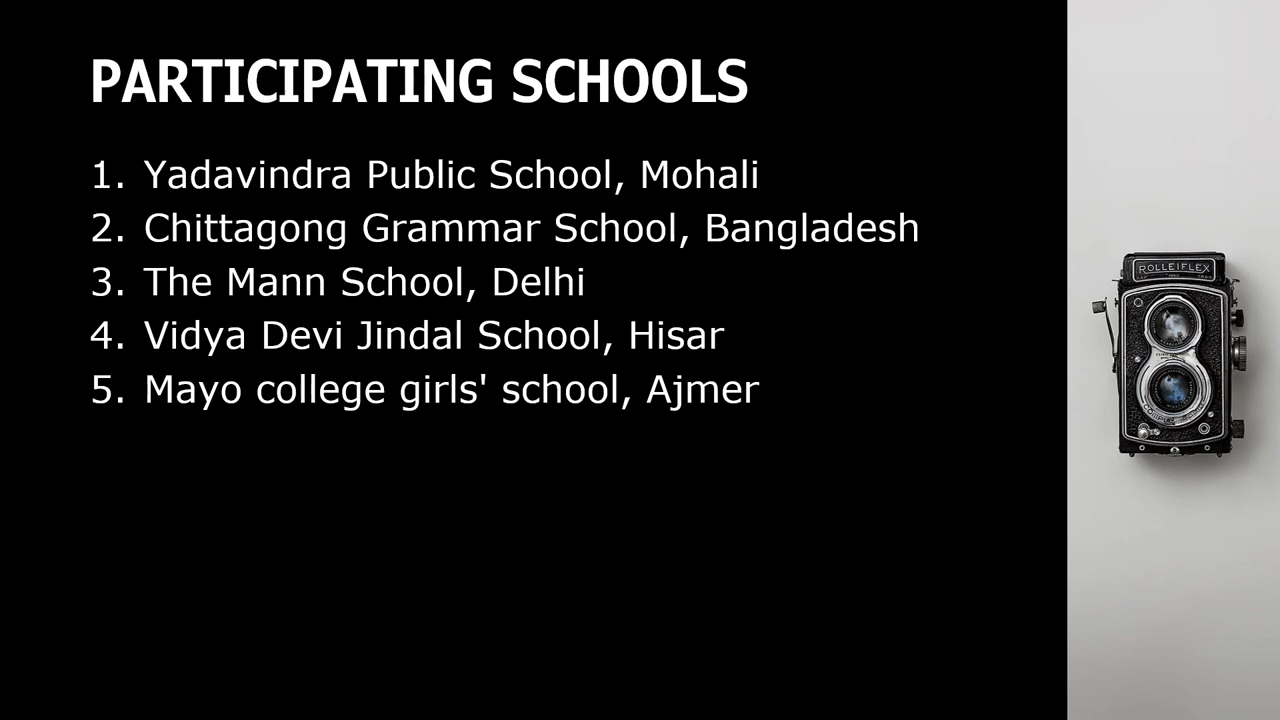 PARTICIPATING SCHOOLS
1. Yadavindra Public School, Mohali
2. Chittagong Grammar School, Bangladesh
3. The Mann School, Delhi
4. Vidya Devi Jindal School, Hisar
5. Mayo college girls' school, Ajmer
ROLLEIFLEX